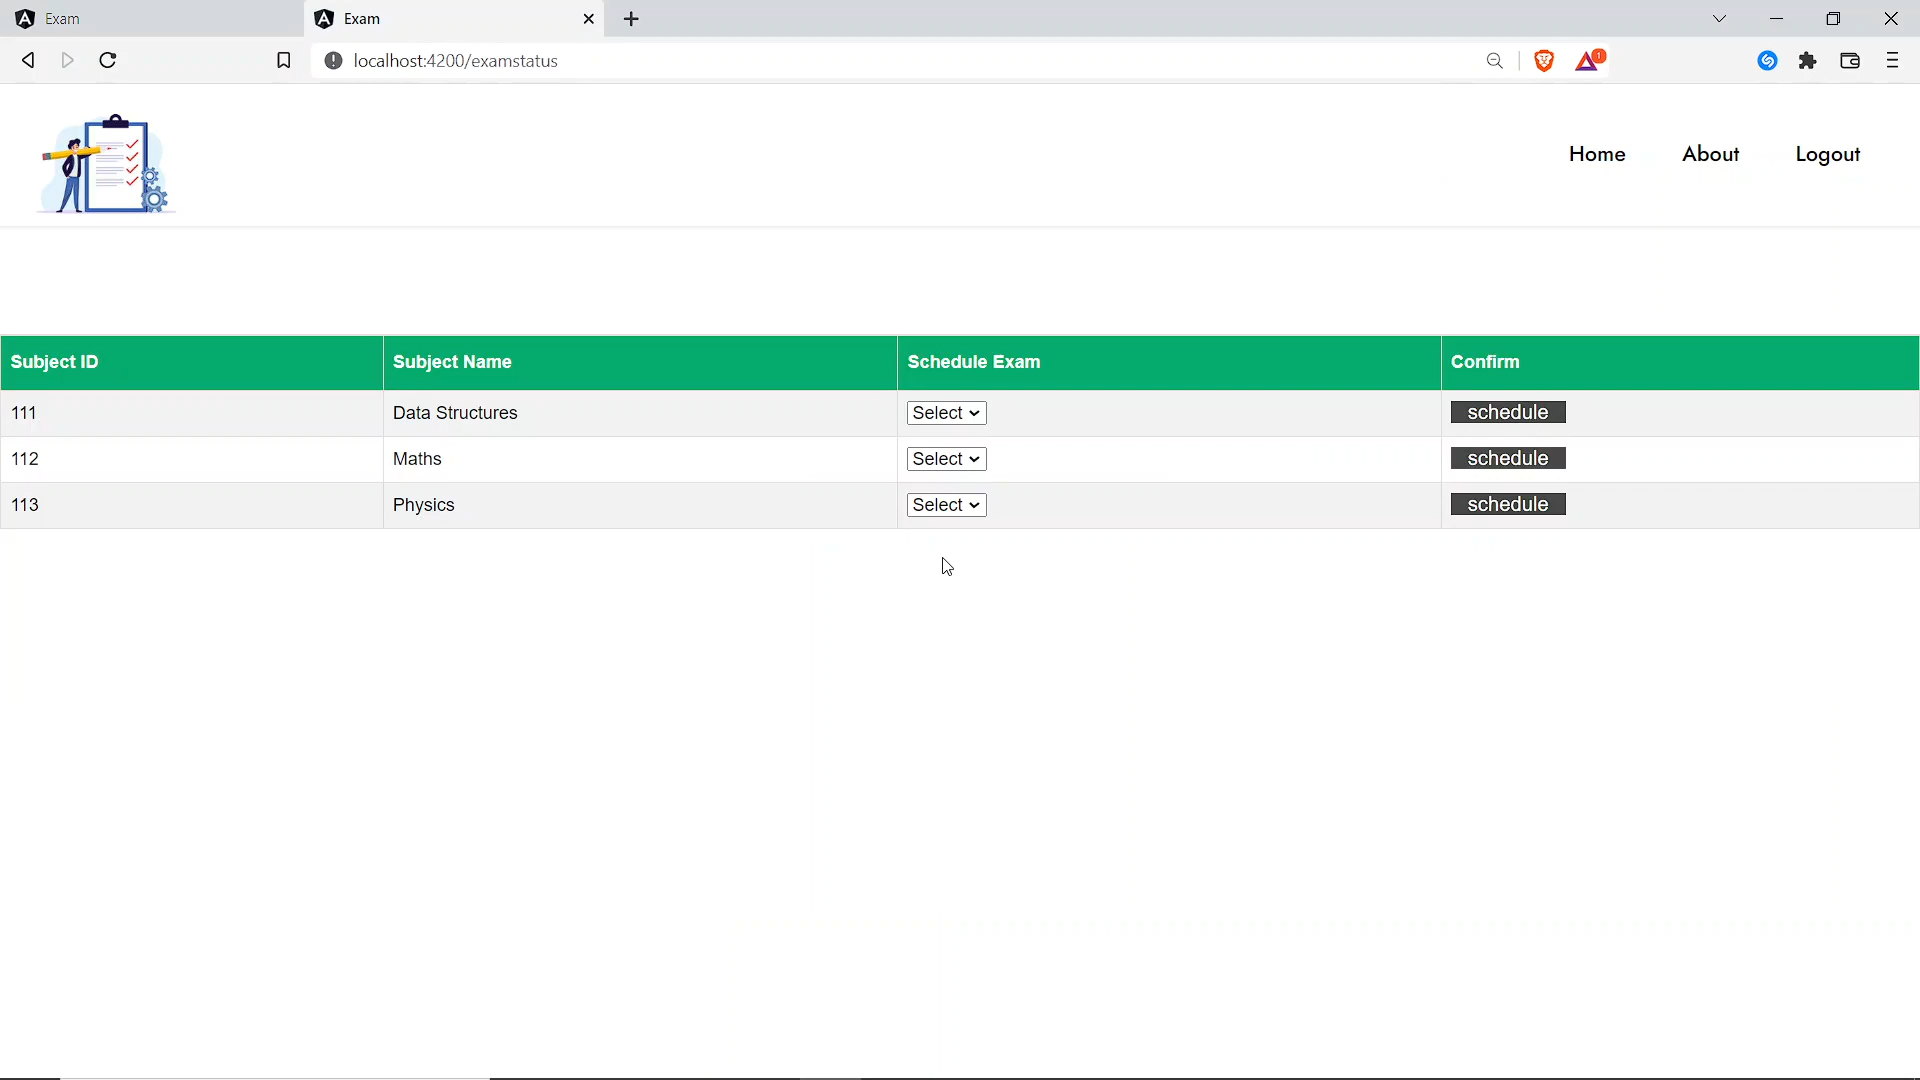 Exam
Exam
localhost:4200/examstatus
1
Home About Logout
Subject ID Subject Name Schedule Exam Confirm
111 Data Structures Select schedule
112 Maths Select schedule
113 Physics Select schedule